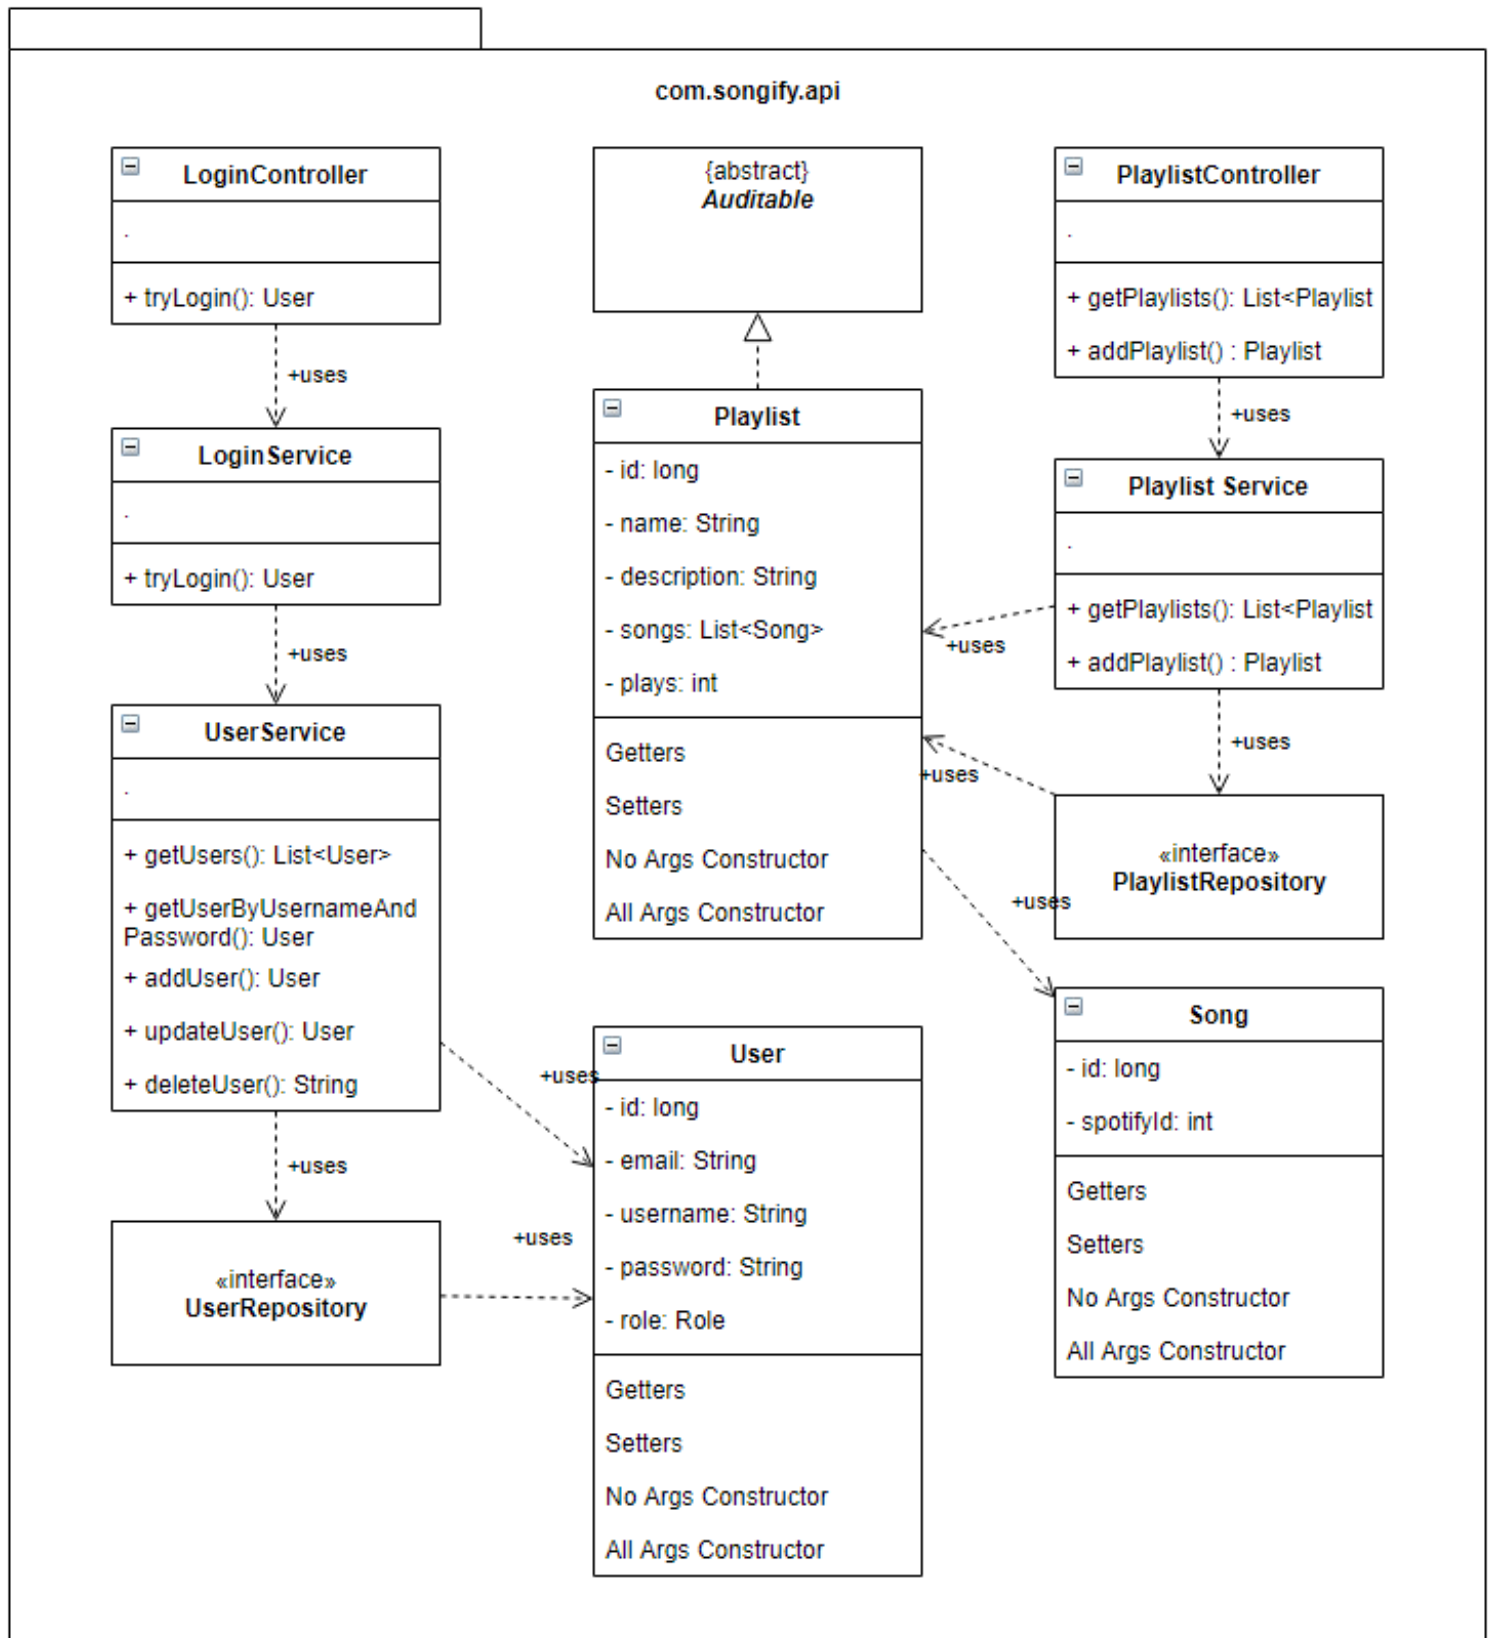 com.songify.api
LoginController
.
+ tryLogin(): User
+uses
LoginService
.
+ tryLogin(): User
+uses
UserService
.
+ getUsers(): List<User>
+ getUserByUsernameAnd
Password(): User
+ addUser(): User
+ updateUser(): User
+ deleteUser(): String
+uses
«interface»
UserRepository
+uses
+uses
{abstract}
Auditable
Playlist
- id: long
- name: String
- description: String
- songs: List<Song>
- plays: int
Getters
Setters
No Args Constructor
All Args Constructor
User
- id: long
- email: String
- username: String
- password: String
- role: Role
Getters
Setters
No Args Constructor
All Args Constructor
PlaylistController
.
+ getPlaylists(): List<Playlist
+ addPlaylist() : Playlist
+uses
Playlist Service
.
+ getPlaylists(): List<Playlist
+ addPlaylist() : Playlist
+uses
+uses
+uses
«interface»
PlaylistRepository
+uses
Song
- id: long
- spotifyId: int
Getters
Setters
No Args Constructor
All Args Constructor